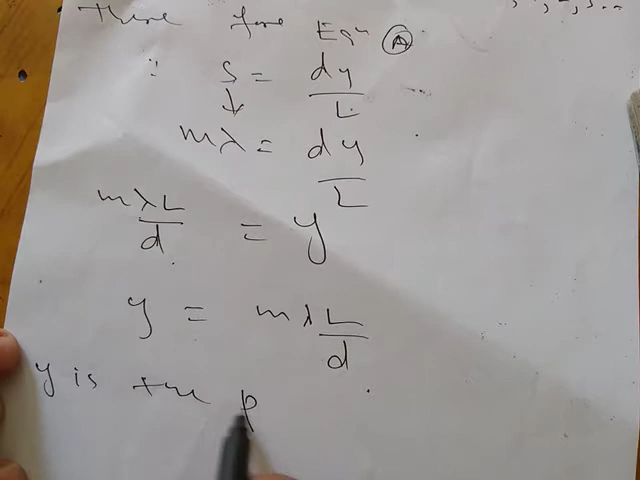 there fore Eqn Ⓐ
∵ S = dy/L
↓
mλ = dy/L
mλL/d = y
y = mλL/d
y is the p